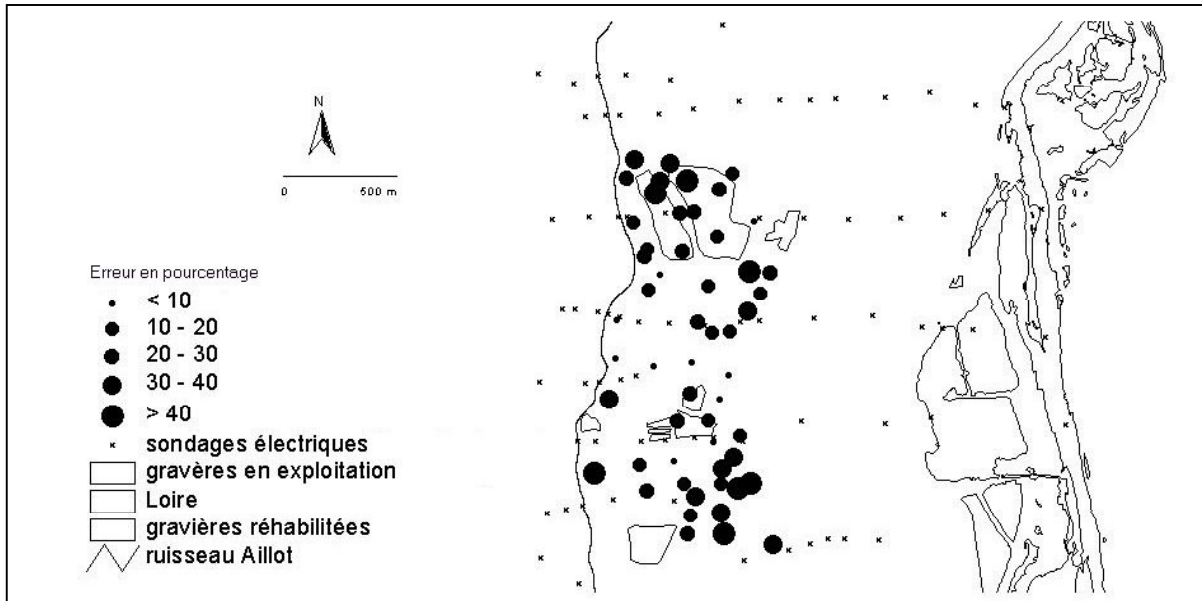 N
0 500 m
Erreur en pourcentage
< 10
10 - 20
20 - 30
30 - 40
> 40
sondages électriques
gravères en exploitation
Loire
gravières réhabilitées
ruisseau Aillot